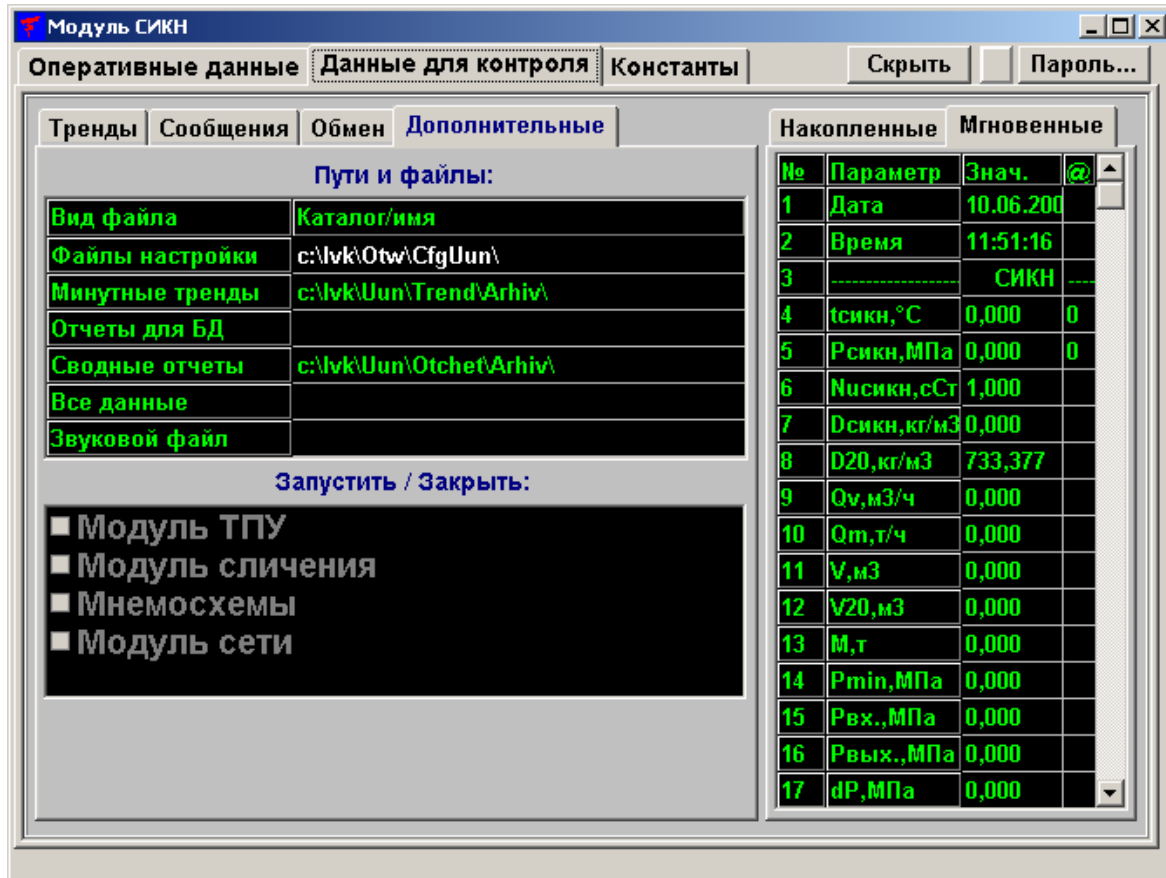 Модуль СИКН
Оперативные данные Данные для контроля Константы Скрыть Пароль...
Тренды Сообщения Обмен Дополнительные
Пути и файлы:
Вид файла Каталог/имя
Файлы настройки c:\Ivk\Otw\CfgUun\
Минутные тренды c:\Ivk\Uun\Trend\Arhiv\
Отчеты для БД
Сводные отчеты c:\Ivk\Uun\Otchet\Arhiv\
Все данные
Звуковой файл
Запустить / Закрыть:
Модуль ТПУ
Модуль сличения
Мнемосхемы
Модуль сети
Накопленные Мгновенные
№ Параметр Знач. @
1 Дата 10.06.200
2 Время 11:51:16
3 -------------------- СИКН ----
4 tсикн,°C 0,000 0
5 Pсикн,МПа 0,000 0
6 Nuсикн,сСт 1,000
7 Dсикн,кг/м3 0,000
8 D20,кг/м3 733,377
9 Qv,м3/ч 0,000
10 Qm,т/ч 0,000
11 V,м3 0,000
12 V20,м3 0,000
13 М,т 0,000
14 Pmin,МПа 0,000
15 Рвх.,МПа 0,000
16 Рвых.,МПа 0,000
17 dP,МПа 0,000